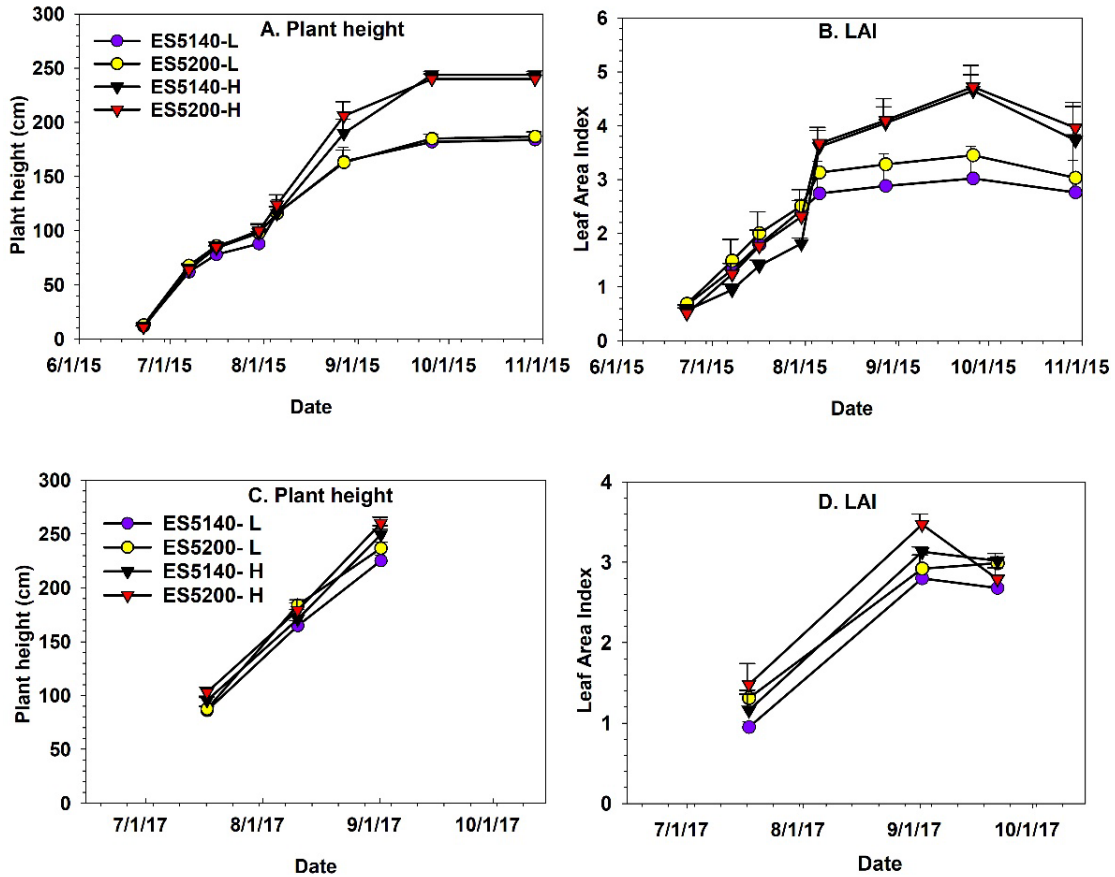 A. Plant height
ES5140-L
ES5200-L
ES5140-H
ES5200-H
Plant height (cm)
300
250
200
150
100
50
0
6/1/15 7/1/15 8/1/15 9/1/15 10/1/15 11/1/15
Date
B. LAI
Leaf Area Index
6
5
4
3
2
1
0
6/1/15 7/1/15 8/1/15 9/1/15 10/1/15 11/1/15
Date
C. Plant height
ES5140- L
ES5200- L
ES5140- H
ES5200- H
Plant height (cm)
300
250
200
150
100
50
0
7/1/17 8/1/17 9/1/17 10/1/17
Date
D. LAI
Leaf Area Index
4
3
2
1
0
7/1/17 8/1/17 9/1/17 10/1/17
Date